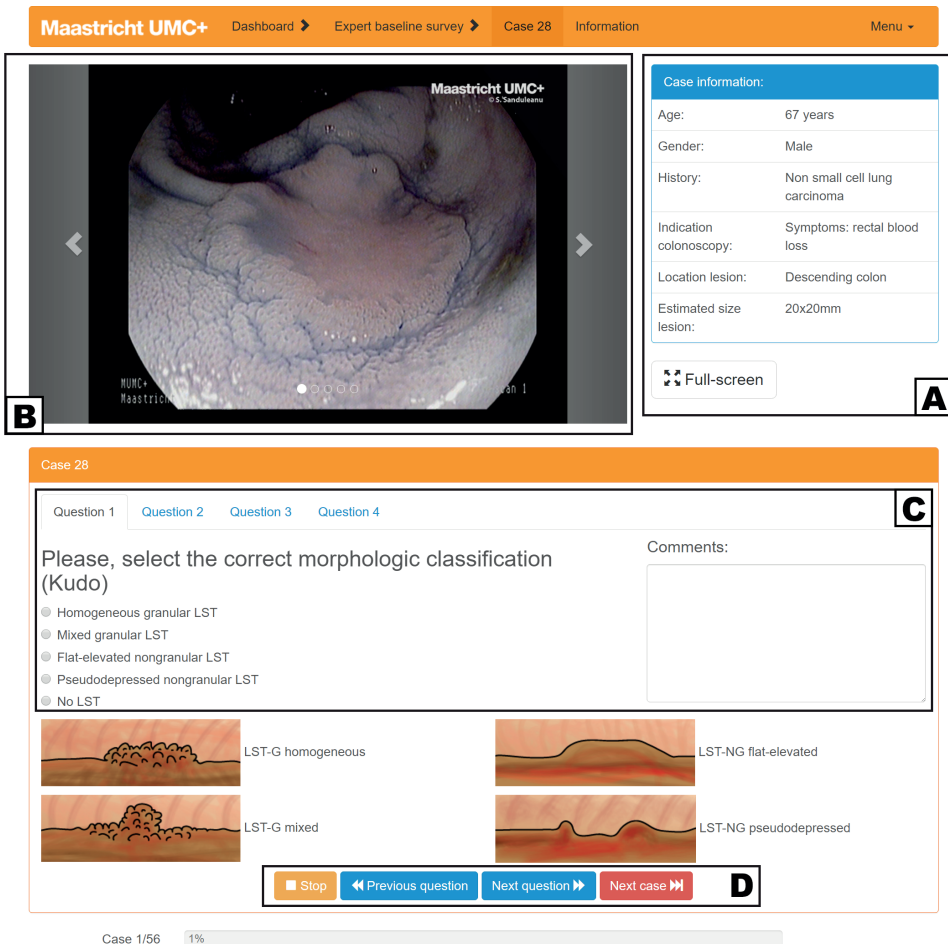 Maastricht UMC+ Dashboard Expert baseline survey Case 28 Information Menu
Maastricht UMC+
© S.Sanduleanu
MUMC+
Maastric
an 1
B
Case information:
Age: 67 years
Gender: Male
History: Non small cell lung
carcinoma
Indication Symptoms: rectal blood
colonoscopy: loss
Location lesion: Descending colon
Estimated size 20x20mm
lesion:
Full-screen
A
Case 28
Question 1 Question 2 Question 3 Question 4
C
Please, select the correct morphologic classification
(Kudo)
Homogeneous granular LST
Mixed granular LST
Flat-elevated nongranular LST
Pseudodepressed nongranular LST
No LST
Comments:
LST-G homogeneous
LST-NG flat-elevated
LST-G mixed
LST-NG pseudodepressed
Stop Previous question Next question Next case
D
Case 1/56 1%